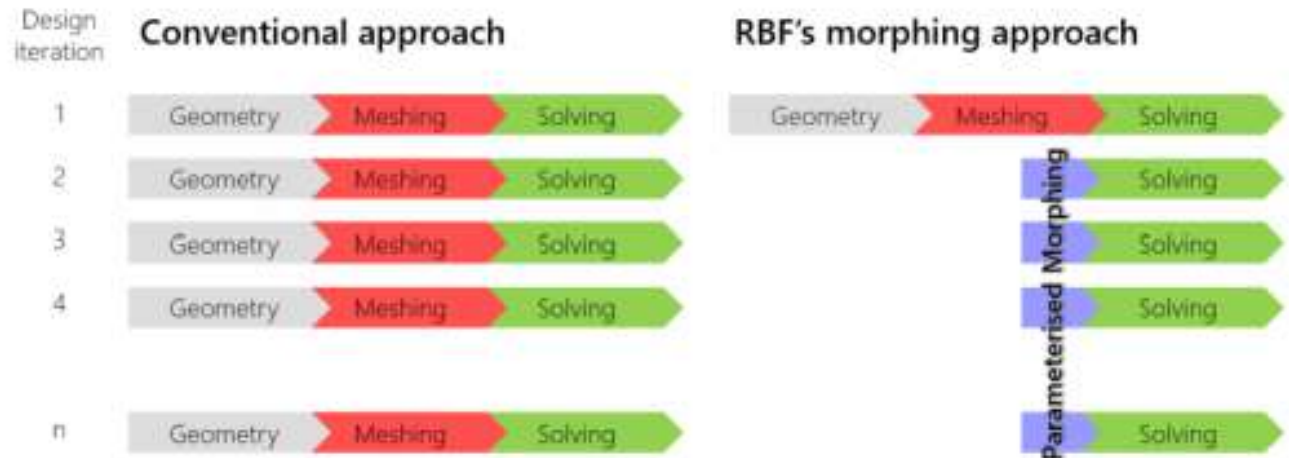 Design
iteration
Conventional approach
RBF's morphing approach
1
Geometry
Meshing
Solving
Geometry
Meshing
Solving
2
Geometry
Meshing
Solving
Solving
3
Geometry
Meshing
Solving
Solving
4
Geometry
Meshing
Solving
Solving
n
Geometry
Meshing
Solving
Solving
Parameterised Morphing